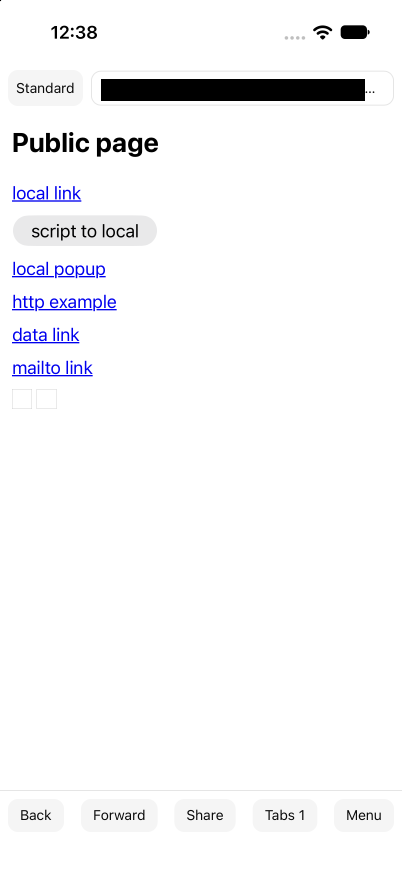 12:38
Standard
...
Public page
local link
script to local
local popup
http example
data link
mailto link
Back Forward Share Tabs 1 Menu